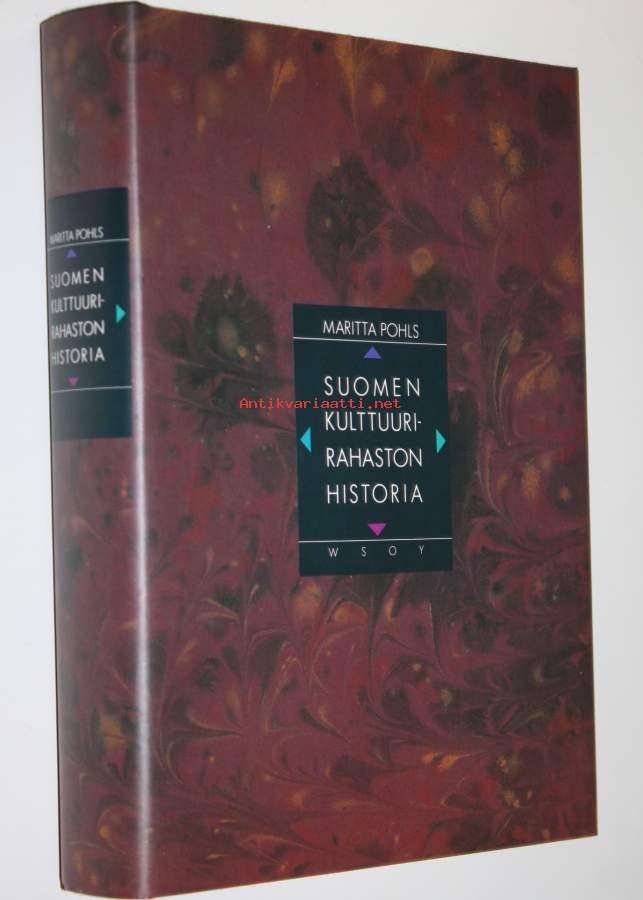 MARITTA POHLS
SUOMEN
KULTTUURI-
RAHASTON
HISTORIA
MARITTA POHLS
SUOMEN
Antikvariaatti.net
KULTTUURI-
RAHASTON
HISTORIA
WSOY